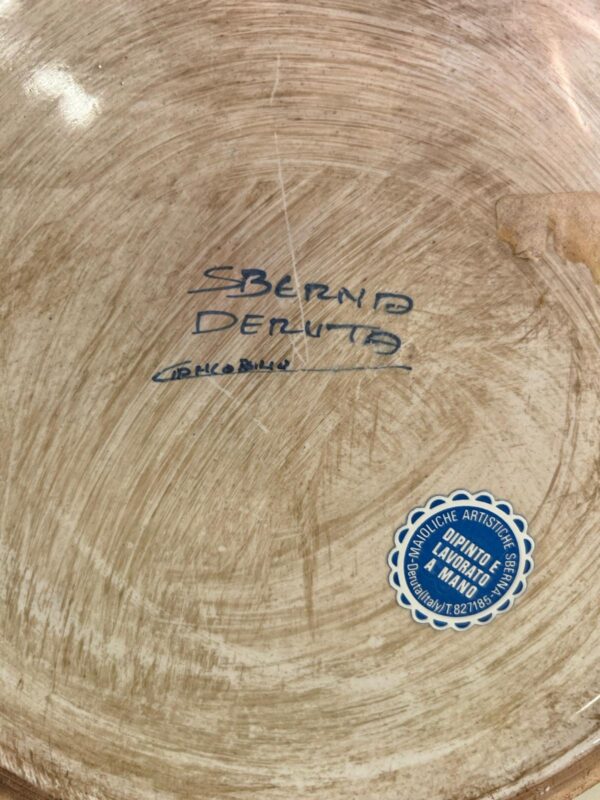 SBERNA
DERUTA
MAIOLICHE ARTISTICHE SBERNA-
Deruta(Italy)T.827185-
DIPINTO E
LAVORATO
A MANO